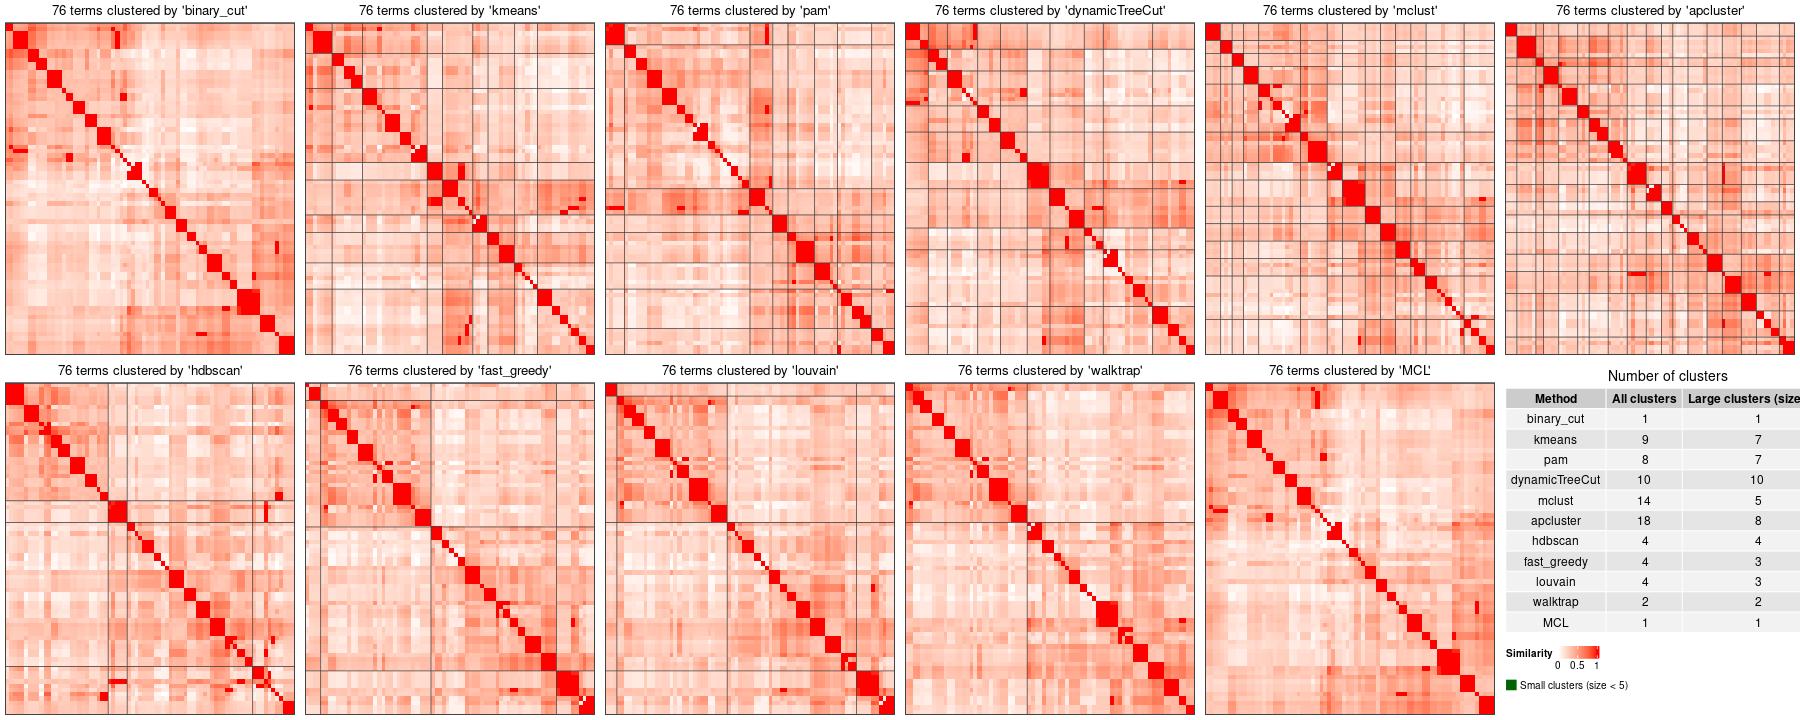 76 terms clustered by 'binary_cut'
76 terms clustered by 'kmeans'
76 terms clustered by 'pam'
76 terms clustered by 'dynamicTreeCut'
76 terms clustered by 'mclust'
76 terms clustered by 'apcluster'
76 terms clustered by 'hdbscan'
76 terms clustered by 'fast_greedy'
76 terms clustered by 'louvain'
76 terms clustered by 'walktrap'
76 terms clustered by 'MCL'
Number of clusters
Method All clusters Large clusters (size
binary_cut 1 1
kmeans 9 7
pam 8 7
dynamicTreeCut 10 10
mclust 14 5
apcluster 18 8
hdbscan 4 4
fast_greedy 4 3
louvain 4 3
walktrap 2 2
MCL 1 1
Similarity
0 0.5 1
Small clusters (size < 5)